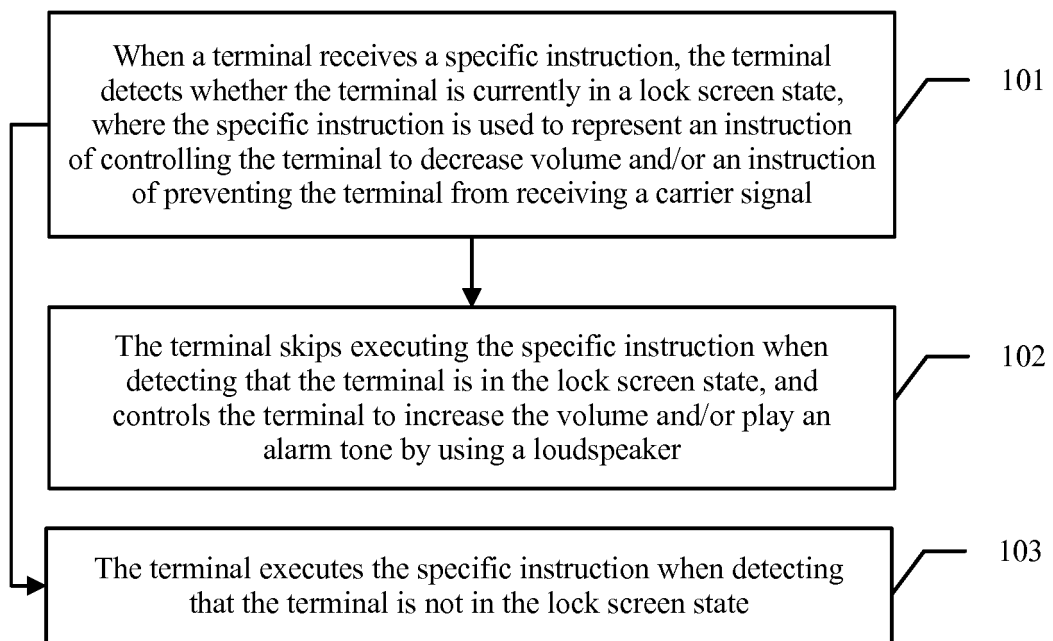 When a terminal receives a specific instruction, the terminal
detects whether the terminal is currently in a lock screen state,
where the specific instruction is used to represent an instruction
of controlling the terminal to decrease volume and/or an instruction
of preventing the terminal from receiving a carrier signal
101
The terminal skips executing the specific instruction when
detecting that the terminal is in the lock screen state, and
controls the terminal to increase the volume and/or play an
alarm tone by using a loudspeaker
102
The terminal executes the specific instruction when detecting
that the terminal is not in the lock screen state
103